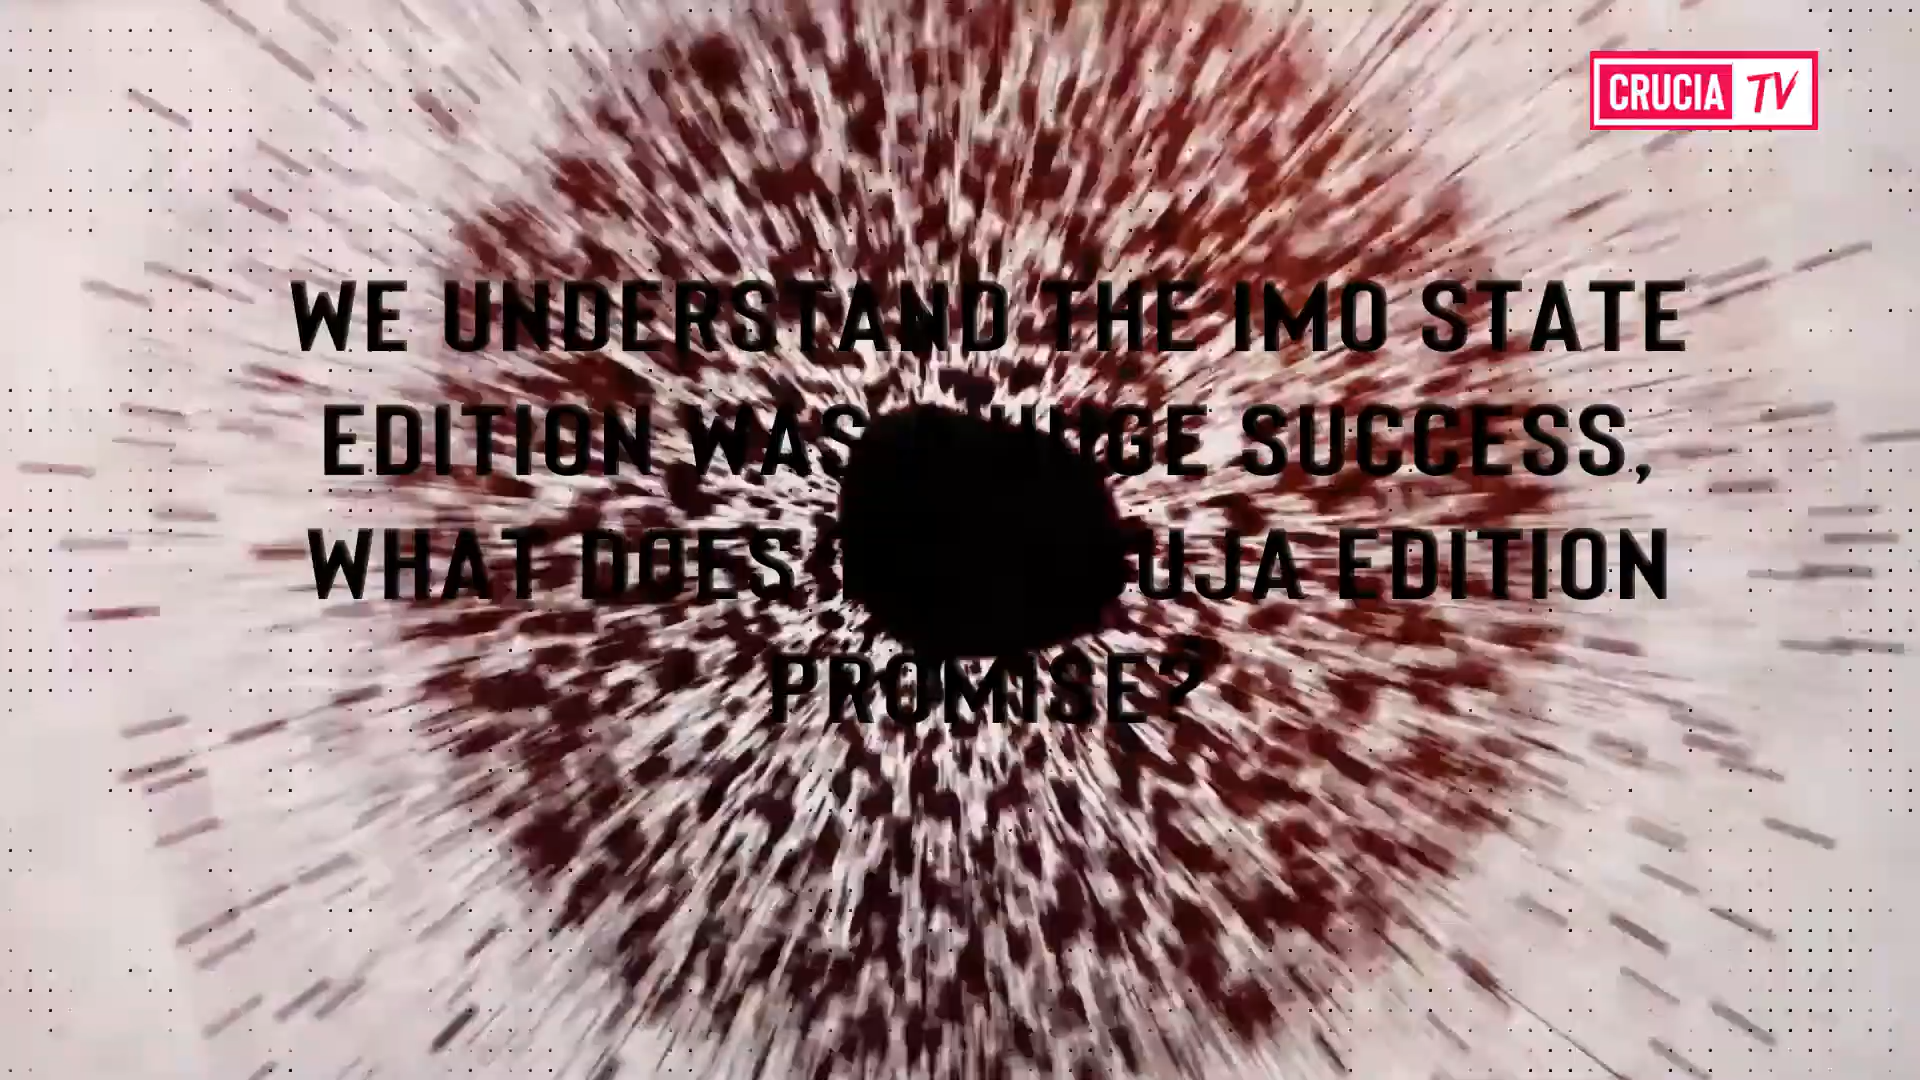 CRUCIA TV
WE UNDERSTAND THE IMO STATE
EDITION WAS SUCCESS,
WHAT DOES EDITION
PROMISE?